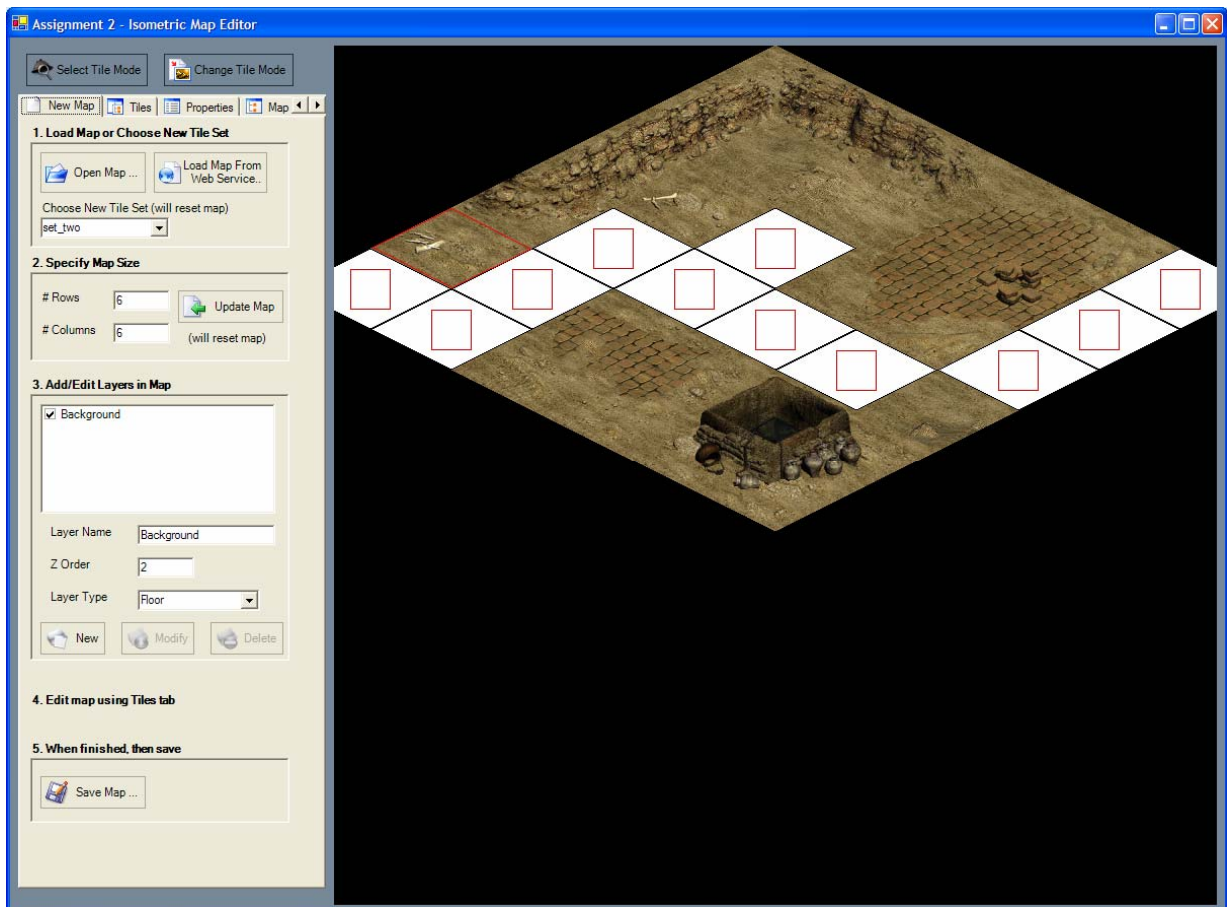 Assignment 2 - Isometric Map Editor
Select Tile Mode
Change Tile Mode
New Map
Tiles
Properties
Map
1. Load Map or Choose New Tile Set
Open Map ...
Load Map From
Web Service..
Choose New Tile Set (will reset map)
set_two
2. Specify Map Size
# Rows
6
Update Map
# Columns
6
(will reset map)
3. Add/Edit Layers in Map
Background
Layer Name
Background
Z Order
2
Layer Type
Floor
New
Modify
Delete
4. Edit map using Tiles tab
5. When finished, then save
Save Map ...